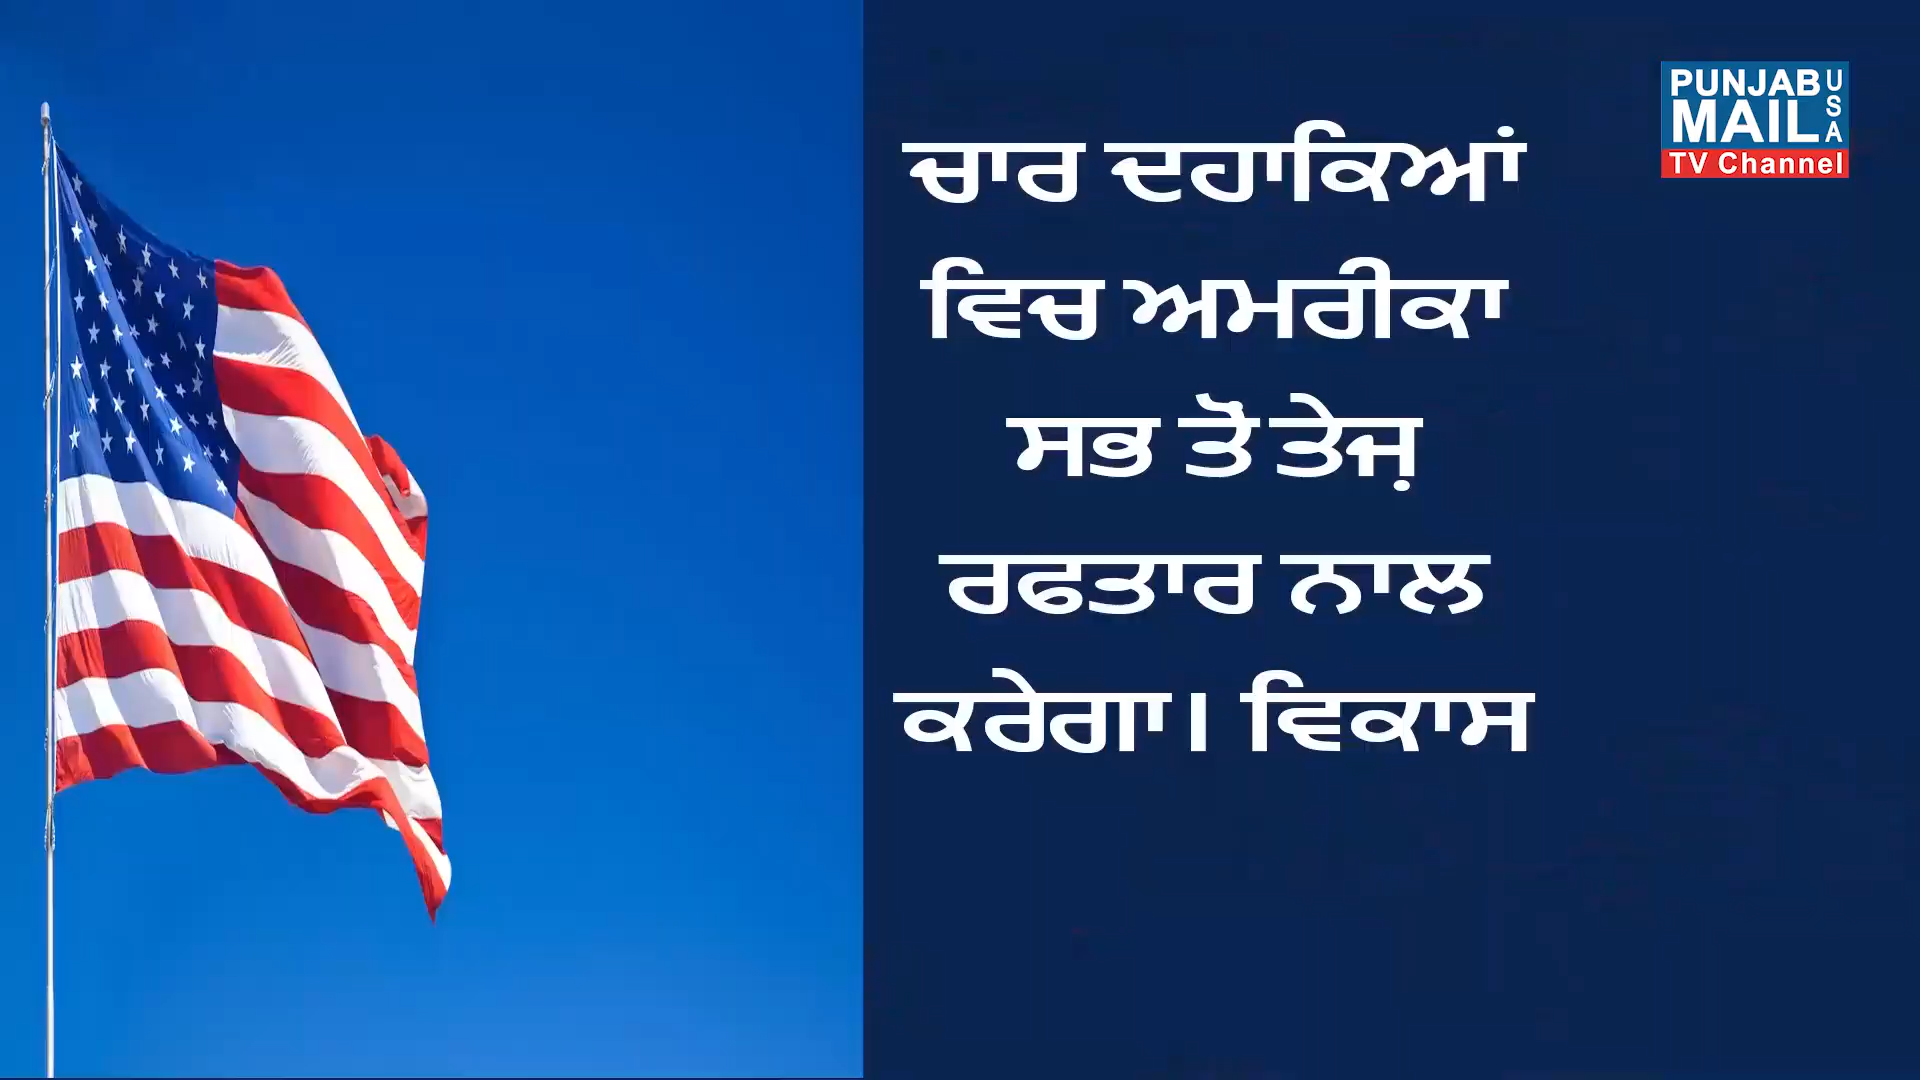 ਚਾਰ ਦਹਾਕਿਆਂ
ਵਿਚ ਅਮਰੀਕਾ
ਸਭ ਤੋਂ ਤੇਜ਼
ਰਫਤਾਰ ਨਾਲ
ਕਰੇਗਾ। ਵਿਕਾਸ
PUNJAB USA
MAIL
TV Channel